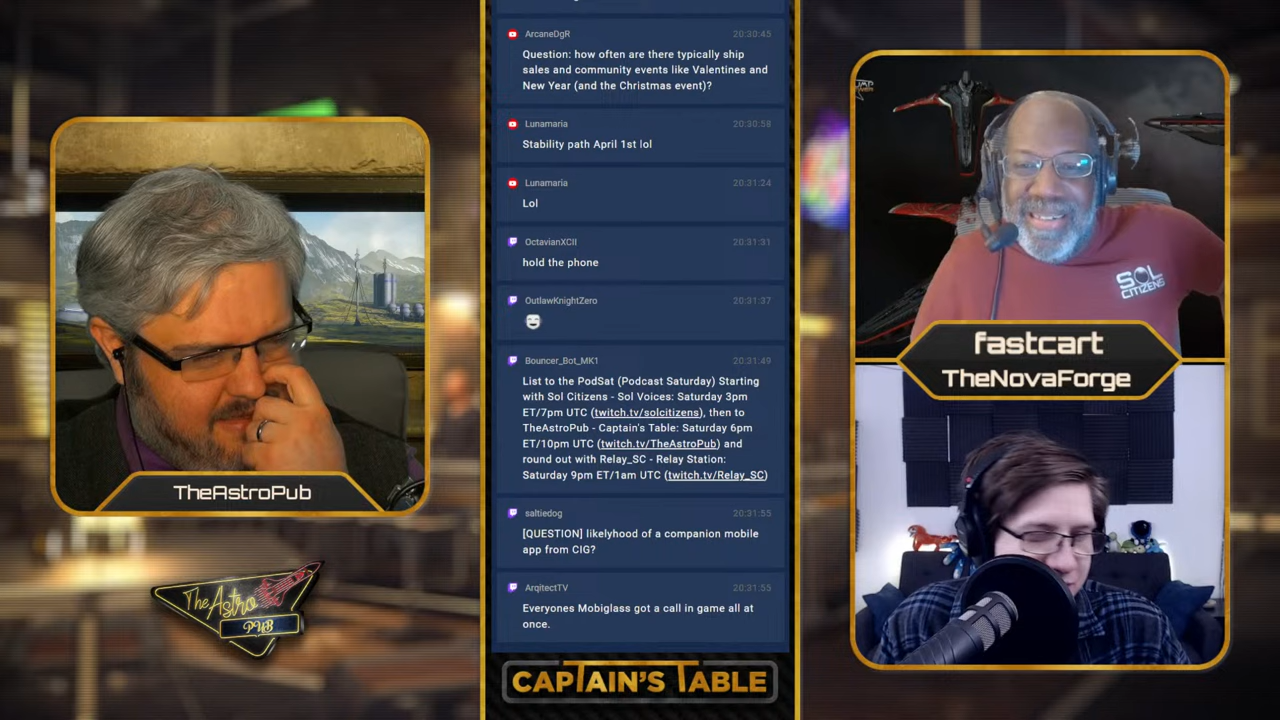 ArcaneDgR 20:30:45
Question: how often are there typically ship
sales and community events like Valentines and
New Year (and the Christmas event)?
Lunamaria 20:30:58
Stability path April 1st lol
Lunamaria 20:31:24
Lol
OctavianXCII 20:31:31
hold the phone
OutlawKnightZero 20:31:37
Bouncer_Bot_MK1 20:31:49
List to the PodSat (Podcast Saturday) Starting
with Sol Citizens - Sol Voices: Saturday 3pm
ET/7pm UTC (twitch.tv/solcitizens), then to
TheAstroPub - Captain's Table: Saturday 6pm
ET/10pm UTC (twitch.tv/TheAstroPub) and
round out with Relay_SC - Relay Station:
Saturday 9pm ET/1am UTC (twitch.tv/Relay_SC)
saltiedog 20:31:55
[QUESTION] likelyhood of a companion mobile
app from CIG?
ArqitectTV 20:31:55
Everyones Mobiglass got a call in game all at
once.
CAPTAIN'S TABLE
TheAstroPub
The Astro
PUB
SOL
CITIZENS
fastcart
TheNovaForge